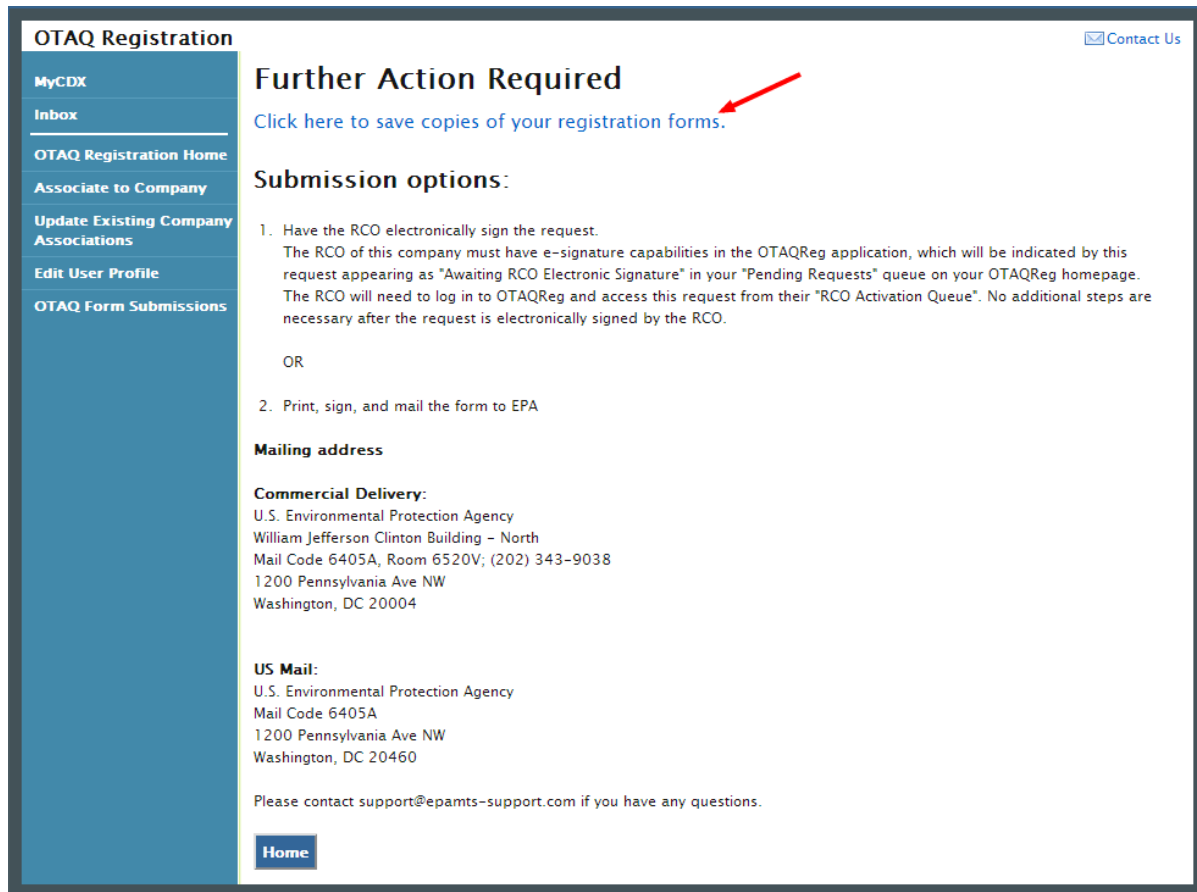 OTAQ Registration
Contact Us
MyCDX
Inbox
OTAQ Registration Home
Associate to Company
Update Existing Company
Associations
Edit User Profile
OTAQ Form Submissions
Further Action Required
Click here to save copies of your registration forms.
Submission options:
1. Have the RCO electronically sign the request.
The RCO of this company must have e-signature capabilities in the OTAQReg application, which will be indicated by this
request appearing as "Awaiting RCO Electronic Signature" in your "Pending Requests" queue on your OTAQReg homepage.
The RCO will need to log in to OTAQReg and access this request from their "RCO Activation Queue". No additional steps are
necessary after the request is electronically signed by the RCO.
OR
2. Print, sign, and mail the form to EPA
Mailing address
Commercial Delivery:
U.S. Environmental Protection Agency
William Jefferson Clinton Building - North
Mail Code 6405A, Room 6520V; (202) 343-9038
1200 Pennsylvania Ave NW
Washington, DC 20004
US Mail:
U.S. Environmental Protection Agency
Mail Code 6405A
1200 Pennsylvania Ave NW
Washington, DC 20460
Please contact support@epamts-support.com if you have any questions.
Home